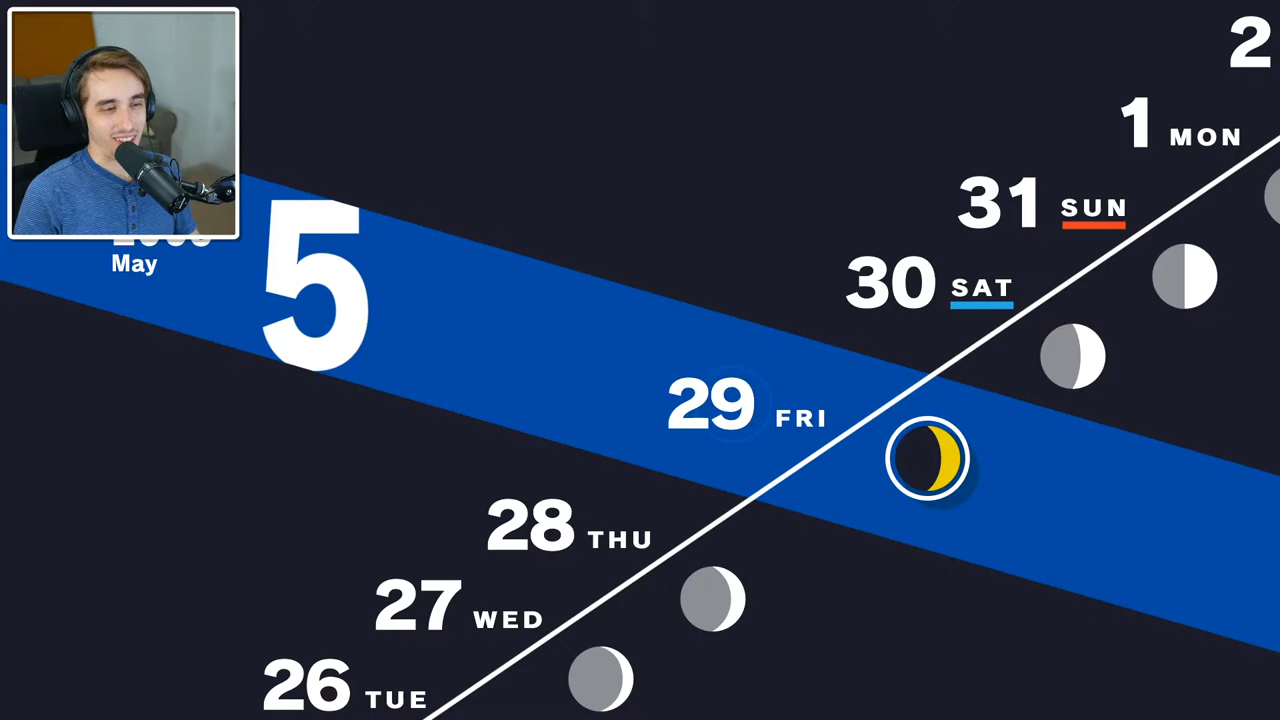 2
1 MON
31 SUN
30 SAT
May
5
29 FRI
28 THU
27 WED
26 TUE